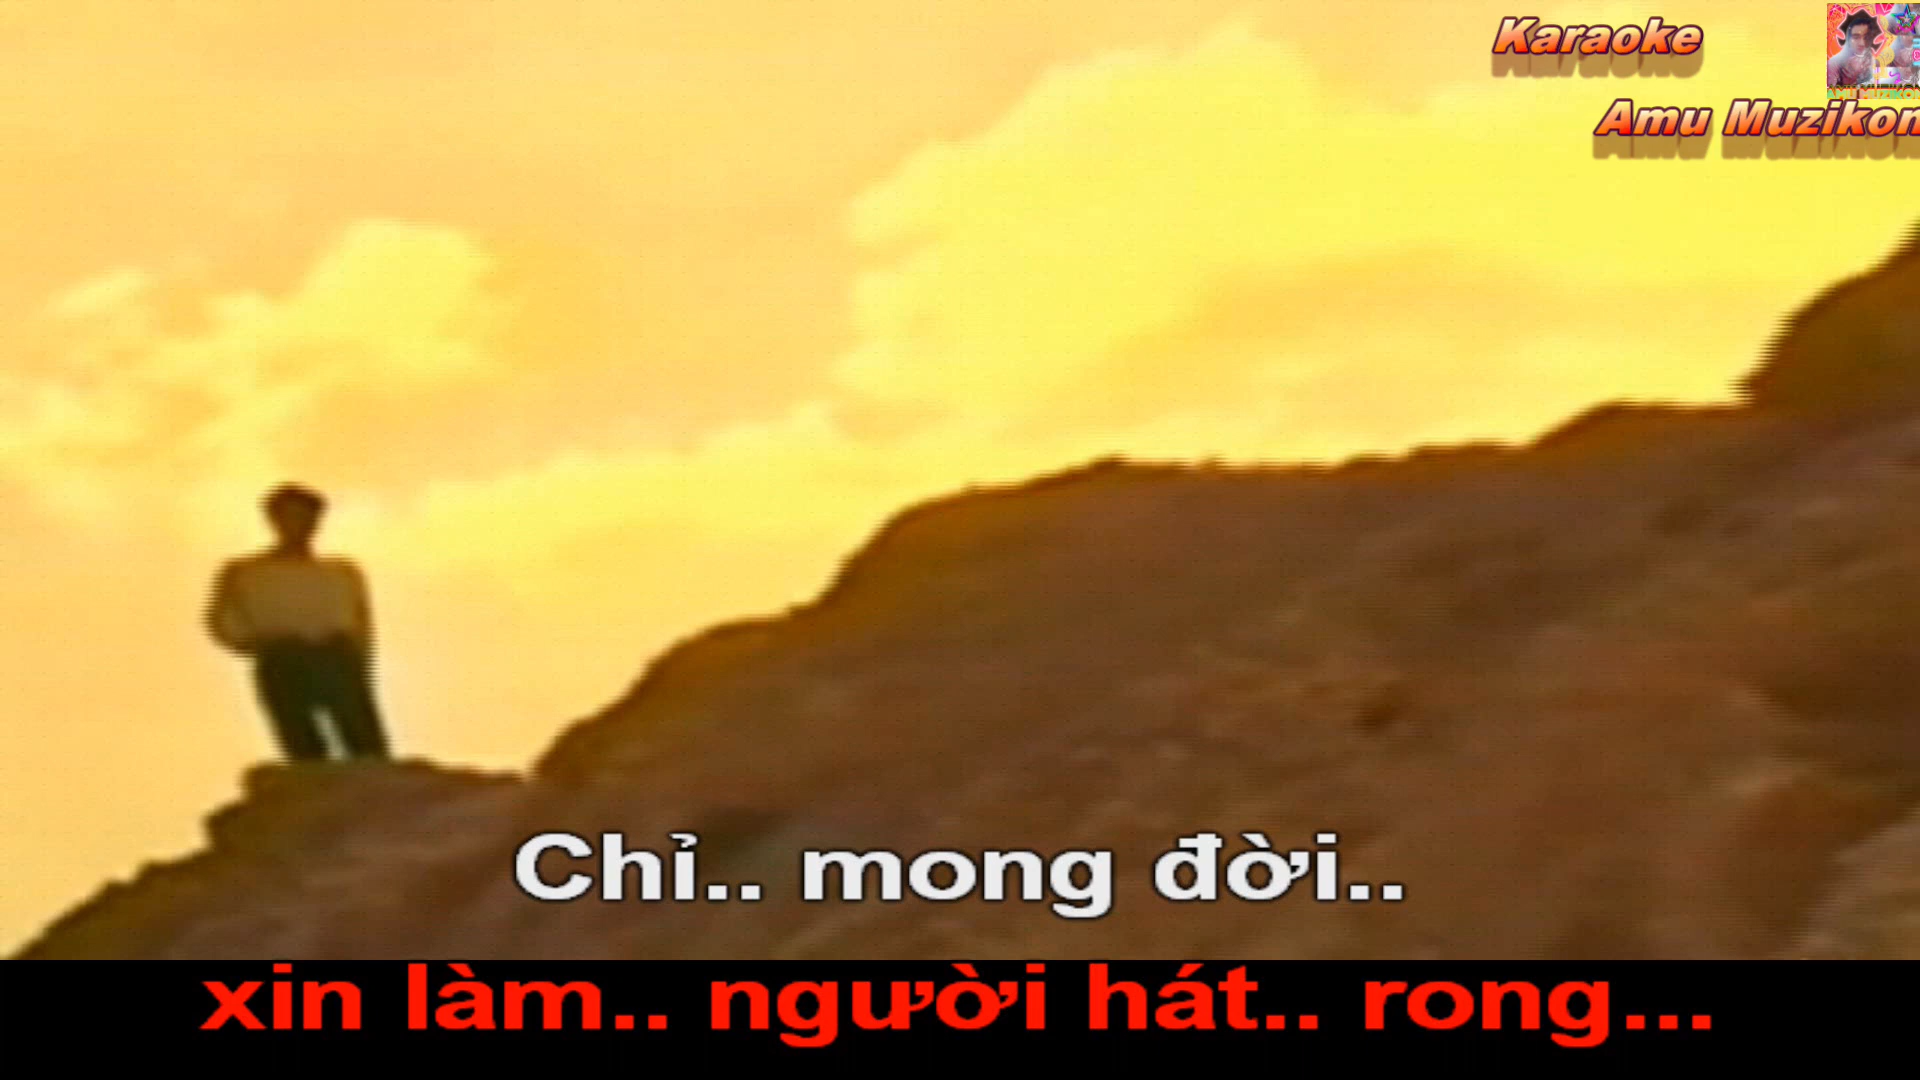 Karaoke
Amu Muzikon
Chỉ.. mong đời..
xin làm.. người hát.. rong...